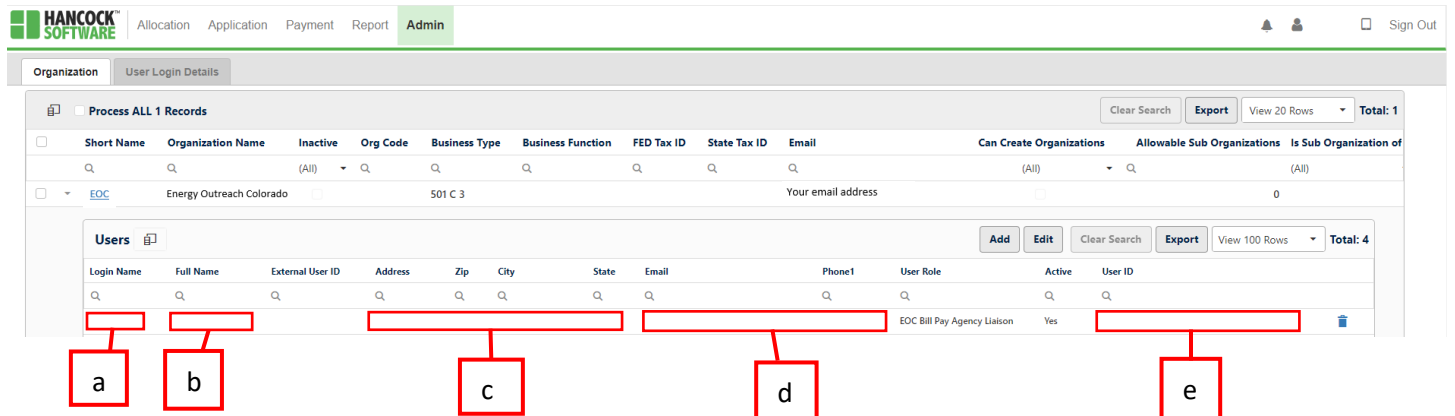 HANCOCK™ SOFTWARE Allocation Application Payment Report Admin Sign Out
Organization User Login Details
Process ALL 1 Records Clear Search Export View 20 Rows Total: 1
Short Name Organization Name Inactive Org Code Business Type Business Function FED Tax ID State Tax ID Email Can Create Organizations Allowable Sub Organizations Is Sub Organization of
(All) (All) (All)
EOC Energy Outreach Colorado 501 C 3 Your email address 0
Users Add Edit Clear Search Export View 100 Rows Total: 4
Login Name Full Name External User ID Address Zip City State Email Phone1 User Role Active User ID
EOC Bill Pay Agency Liaison Yes
a b c d e